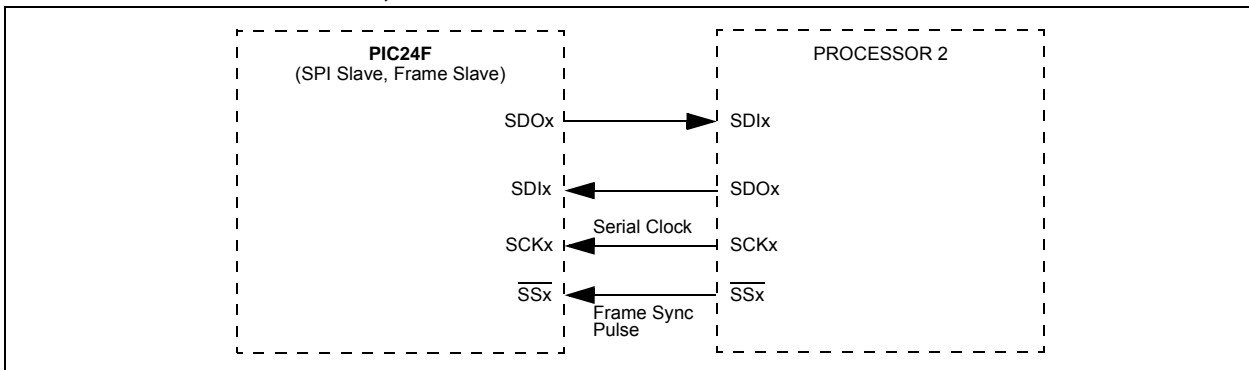 PIC24F
(SPI Slave, Frame Slave)
PROCESSOR 2
SDOx
SDIx
SDIx
SDOx
Serial Clock
SCKx
SCKx
SSx
SSx
Frame Sync
Pulse